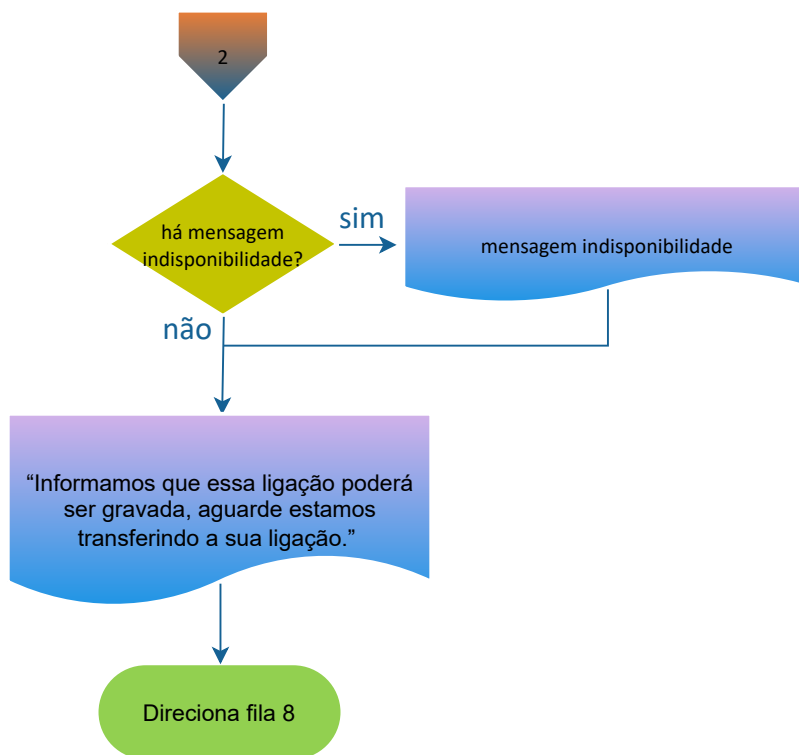 2
há mensagem
indisponibilidade?
sim
mensagem indisponibilidade
não
“Informamos que essa ligação poderá
ser gravada, aguarde estamos
transferindo a sua ligação.”
Direciona fila 8